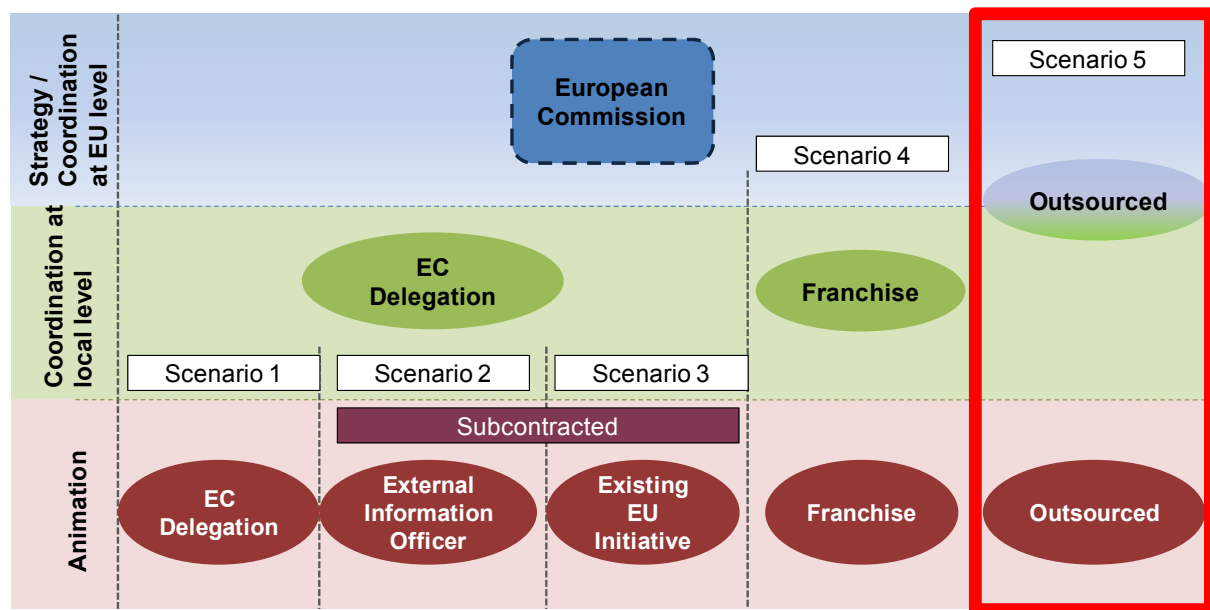 Strategy /
Coordination
at EU level
European
Commission
Scenario 5
Scenario 4
Outsourced
Coordination at
local level
EC
Delegation
Franchise
Scenario 1
Scenario 2
Scenario 3
Subcontracted
Animation
EC
Delegation
External
Information
Officer
Existing
EU
Initiative
Franchise
Outsourced